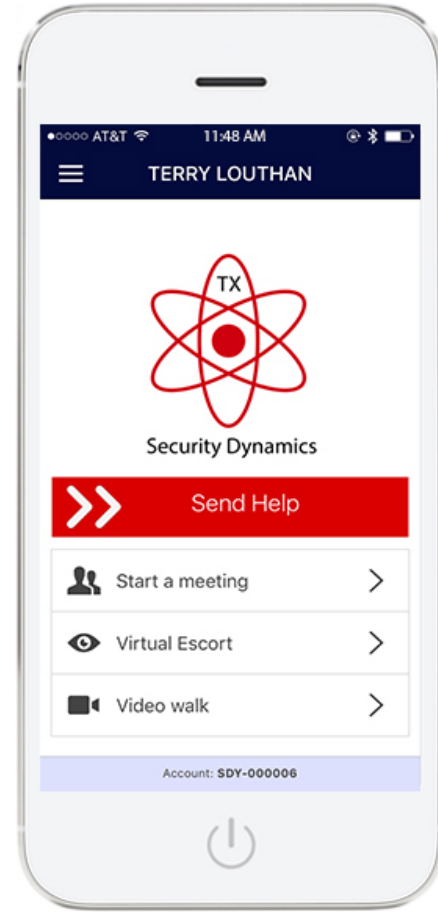 AT&T 11:48 AM
TERRY LOUTHAN
TX
Security Dynamics
Send Help
Start a meeting
Virtual Escort
Video walk
Account: SDY-000006